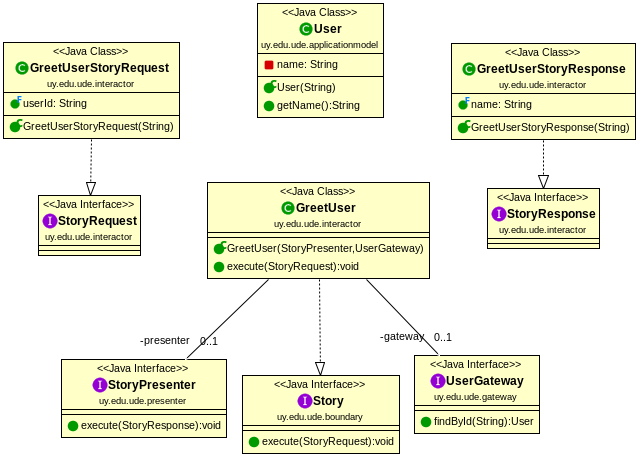 <<Java Class>>
GreetUserStoryRequest
uy.edu.ude.interactor
userId: String
GreetUserStoryRequest(String)
<<Java Class>>
User
uy.edu.ude.applicationmodel
name: String
User(String)
getName():String
<<Java Class>>
GreetUserStoryResponse
uy.edu.ude.interactor
name: String
GreetUserStoryResponse(String)
<<Java Interface>>
StoryRequest
uy.edu.ude.interactor
<<Java Class>>
GreetUser
uy.edu.ude.interactor
GreetUser(StoryPresenter,UserGateway)
execute(StoryRequest):void
<<Java Interface>>
StoryResponse
uy.edu.ude.interactor
-presenter 0..1
-gateway 0..1
<<Java Interface>>
StoryPresenter
uy.edu.ude.presenter
execute(StoryResponse):void
<<Java Interface>>
Story
uy.edu.ude.boundary
execute(StoryRequest):void
<<Java Interface>>
UserGateway
uy.edu.ude.gateway
findById(String):User